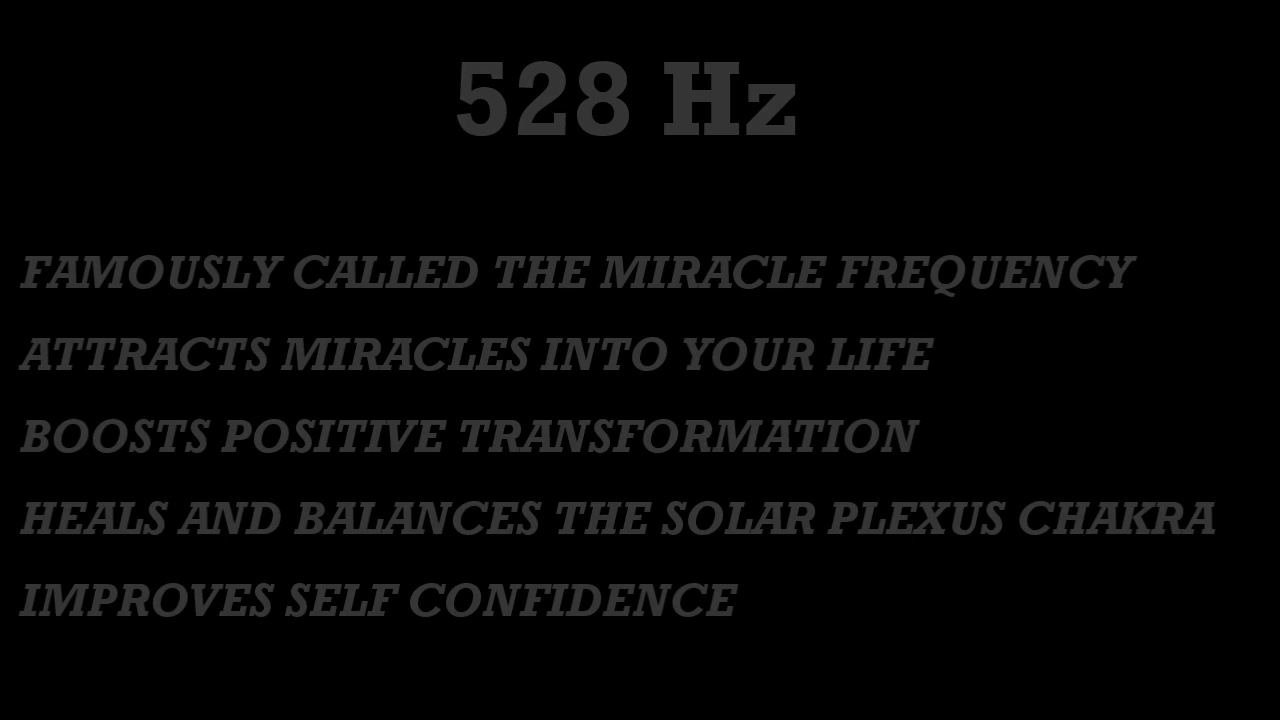 528 Hz
FAMOUSLY CALLED THE MIRACLE FREQUENCY
ATTRACTS MIRACLES INTO YOUR LIFE
BOOSTS POSITIVE TRANSFORMATION
HEALS AND BALANCES THE SOLAR PLEXUS CHAKRA
IMPROVES SELF CONFIDENCE